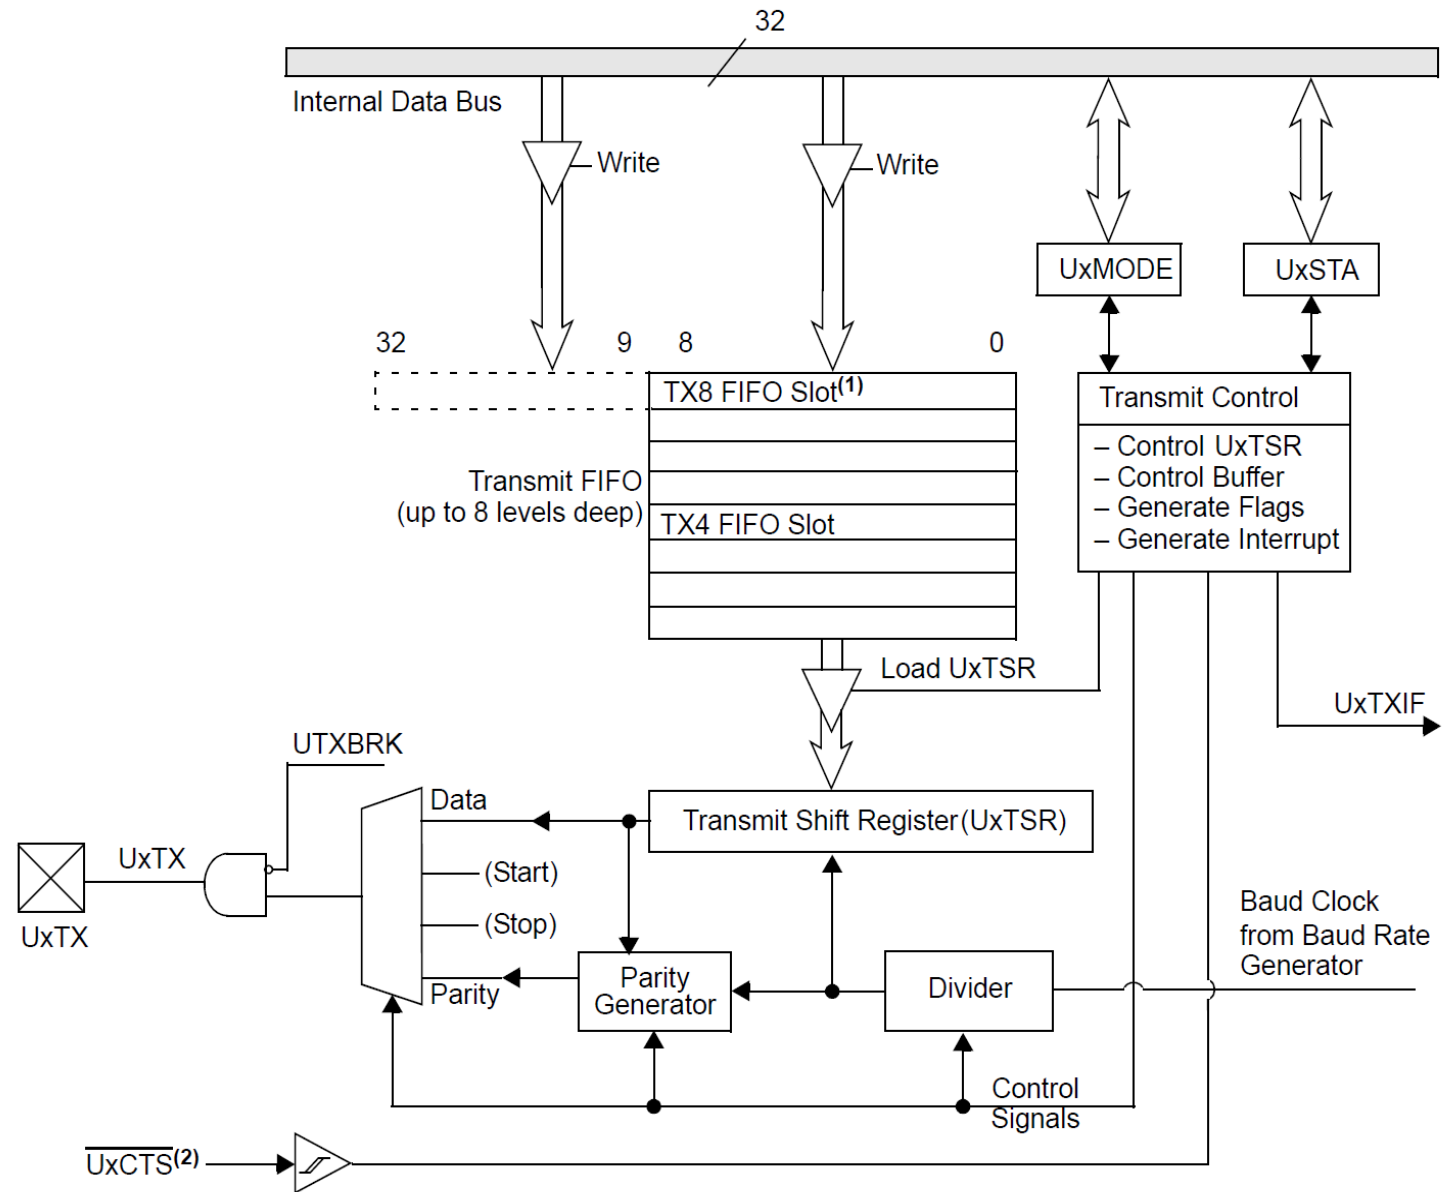 32
Internal Data Bus
Write
Write
UxMODE
UxSTA
32
9
8
0
TX8 FIFO Slot(1)
Transmit Control
– Control UxTSR
– Control Buffer
– Generate Flags
– Generate Interrupt
Transmit FIFO
(up to 8 levels deep)
TX4 FIFO Slot
Load UxTSR
UxTXIF
UTXBRK
Data
Transmit Shift Register(UxTSR)
UxTX
(Start)
(Stop)
UxTX
Baud Clock
from Baud Rate
Generator
Parity
Parity
Generator
Divider
Control
Signals
UxCTS(2)